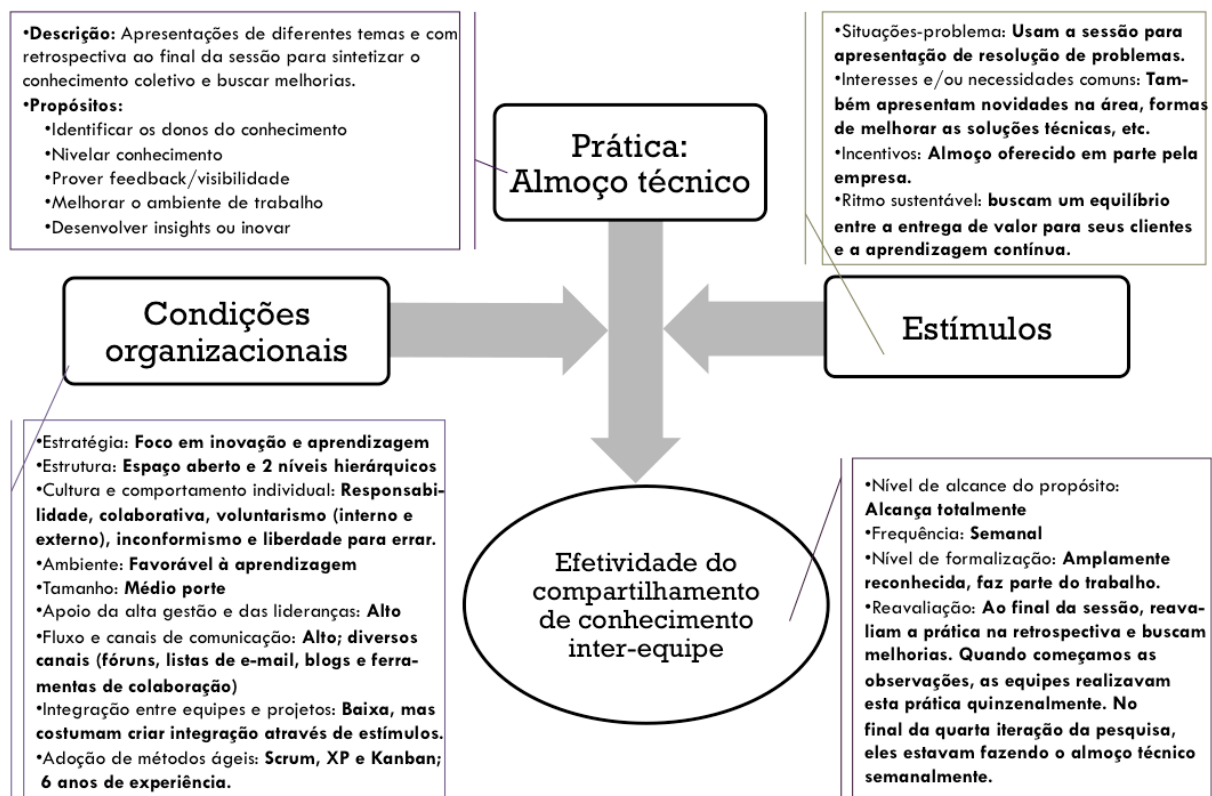 •Descrição: Apresentações de diferentes temas e com
retrospectiva ao final da sessão para sintetizar o
conhecimento coletivo e buscar melhorias.
•Propósitos:
•Identificar os donos do conhecimento
•Nivelar conhecimento
•Prover feedback/visibilidade
•Melhorar o ambiente de trabalho
•Desenvolver insights ou inovar
Prática:
Almoço técnico
•Situações-problema: Usam a sessão para
apresentação de resolução de problemas.
•Interesses e/ou necessidades comuns: Tam-
bém apresentam novidades na área, formas
de melhorar as soluções técnicas, etc.
•Incentivos: Almoço oferecido em parte pela
empresa.
•Ritmo sustentável: buscam um equilíbrio
entre a entrega de valor para seus clientes
e a aprendizagem contínua.
Condições
organizacionais
Estímulos
•Estratégia: Foco em inovação e aprendizagem
•Estrutura: Espaço aberto e 2 níveis hierárquicos
•Cultura e comportamento individual: Responsabi-
lidade, colaborativa, voluntarismo (interno e
externo), inconformismo e liberdade para errar.
•Ambiente: Favorável à aprendizagem
•Tamanho: Médio porte
•Apoio da alta gestão e das lideranças: Alto
•Fluxo e canais de comunicação: Alto; diversos
canais (fóruns, listas de e-mail, blogs e ferra-
mentas de colaboração)
•Integração entre equipes e projetos: Baixa, mas
costumam criar integração através de estímulos.
•Adoção de métodos ágeis: Scrum, XP e Kanban;
6 anos de experiência.
Efetividade do
compartilhamento
de conhecimento
inter-equipe
•Nível de alcance do propósito:
Alcança totalmente
•Frequência: Semanal
•Nível de formalização: Amplamente
reconhecida, faz parte do trabalho.
•Reavaliação: Ao final da sessão, reava-
liam a prática na retrospectiva e buscam
melhorias. Quando começamos as
observações, as equipes realizavam
esta prática quinzenalmente. No
final da quarta iteração da pesquisa,
eles estavam fazendo o almoço técnico
semanalmente.